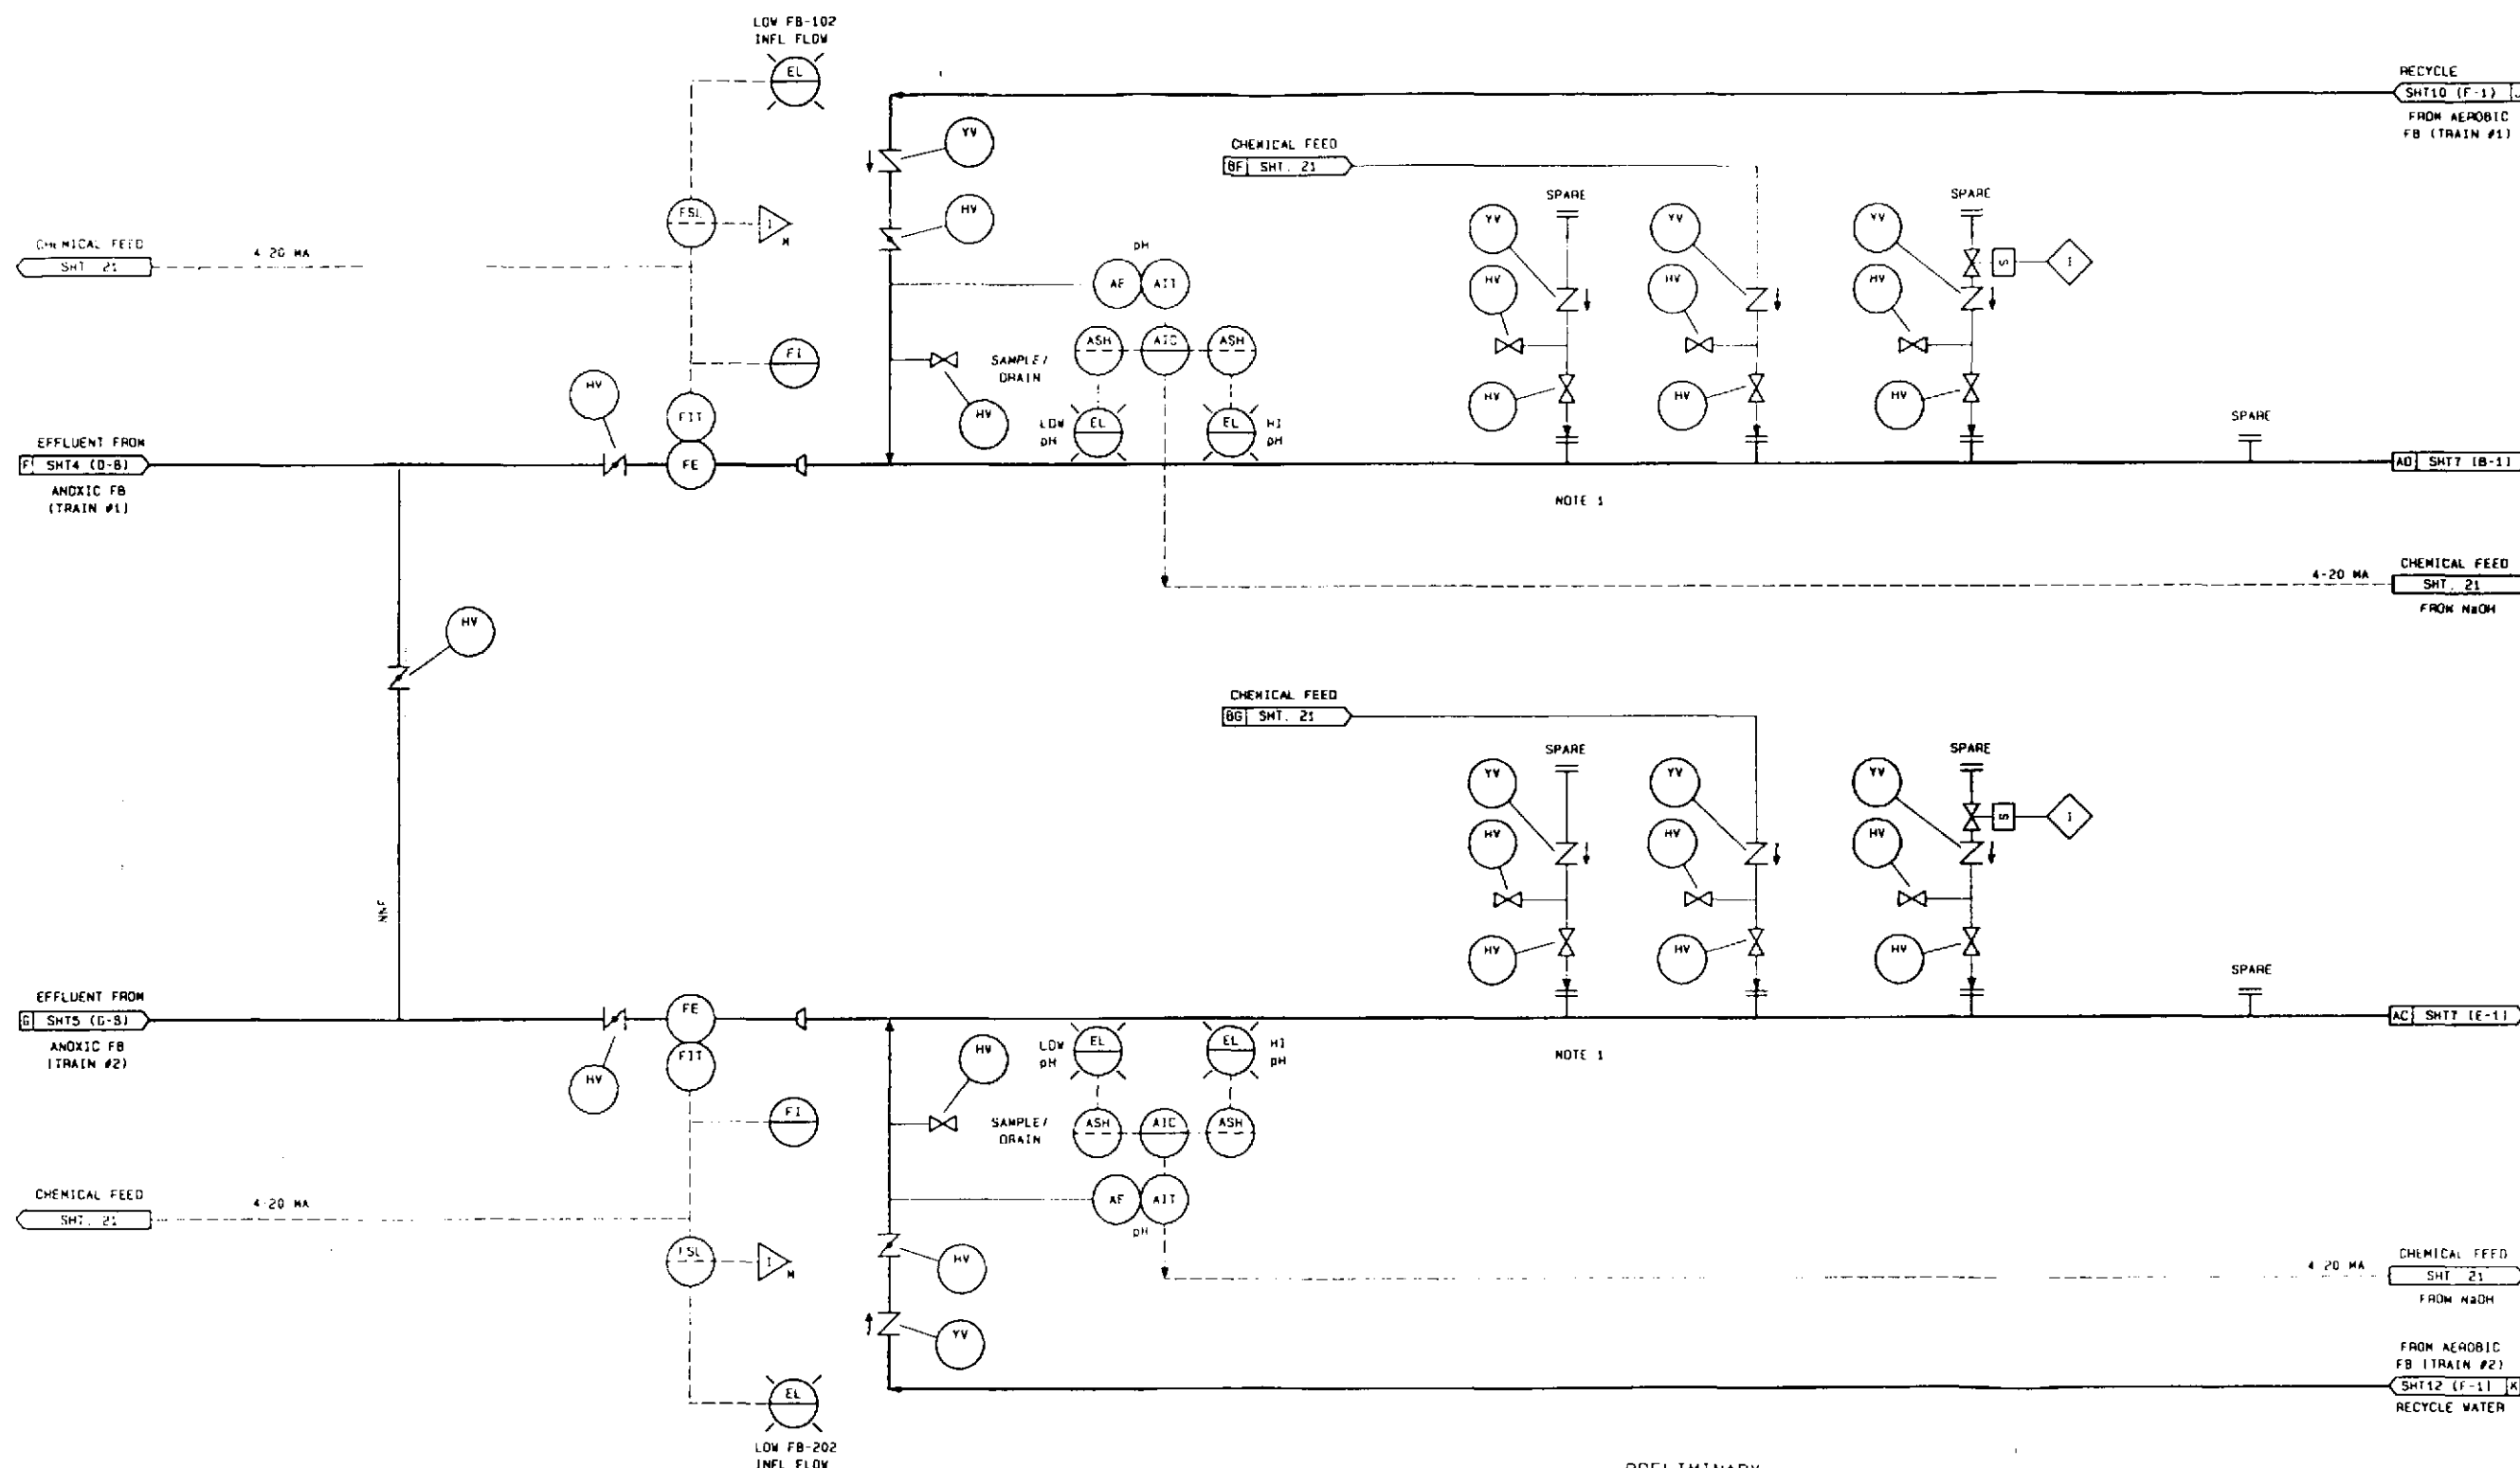 LOW FB-102
INFL FLOW
EL
RECYCLE
SHT10 (F-1)
FROM AEROBIC
FB (TRAIN #1)
YV
CHEMICAL FEED
BF SHT. 21
FSL
I
M
HV
SPARE
SPARE
YV
YV
YV
CHEMICAL FEED
SHT. 21
4-20 MA
pH
AE
AIT
HV
HV
HV
S
I
FI
SAMPLE/
DRAIN
ASH
AIC
ASH
HV
FIT
HV
LOW
pH
EL
EL
HI
pH
HV
HV
HV
SPARE
EFFLUENT FROM
F SHT4 (D-8)
FE
AD SHT7 (B-1)
ANOXIC FB
(TRAIN #1)
NOTE 1
4-20 MA
CHEMICAL FEED
SHT. 21
FROM NaOH
HV
CHEMICAL FEED
BG SHT. 21
SPARE
SPARE
YV
YV
YV
S
I
HV
HV
HV
NNF
HV
HV
HV
SPARE
EFFLUENT FROM
G SHT5 (G-8)
FE
AC SHT7 (E-1)
ANOXIC FB
(TRAIN #2)
FIT
HV
HV
LOW
pH
EL
EL
HI
pH
NOTE 1
FI
SAMPLE/
DRAIN
ASH
AIC
ASH
CHEMICAL FEED
SHT. 21
4-20 MA
AE
AIT
pH
FSL
I
M
HV
4-20 MA
CHEMICAL FEED
SHT 21
FROM NaOH
YV
FROM AEROBIC
FB (TRAIN #2)
SHT12 (F-1) K
RECYCLE WATER
EL
LOW FB-202
INFL FLOW
PRELIMINARY